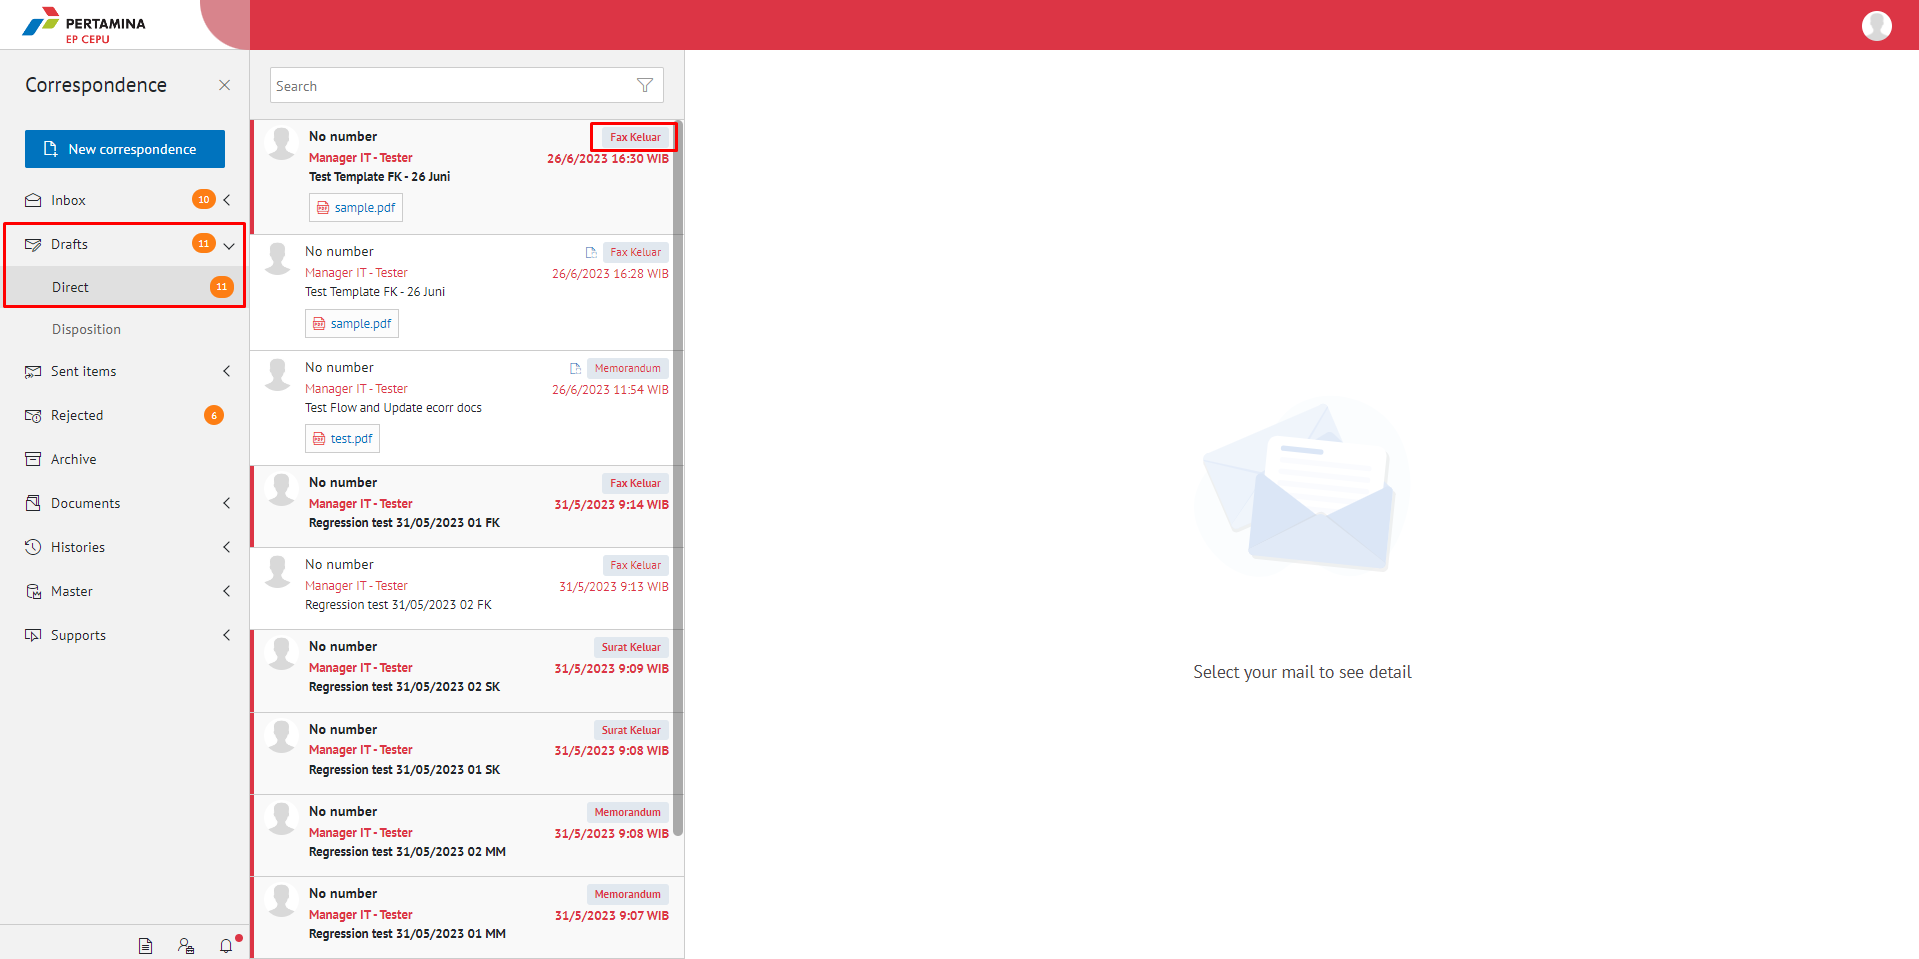 PERTAMINA
EP CEPU
Correspondence
New correspondence
Inbox 10
Drafts 11
Direct 11
Disposition
Sent items
Rejected 6
Archive
Documents
Histories
Master
Supports
Search
No number Fax Keluar
Manager IT - Tester 26/6/2023 16:30 WIB
Test Template FK - 26 Juni
sample.pdf
No number Fax Keluar
Manager IT - Tester 26/6/2023 16:28 WIB
Test Template FK - 26 Juni
sample.pdf
No number Memorandum
Manager IT - Tester 26/6/2023 11:54 WIB
Test Flow and Update ecorr docs
test.pdf
No number Fax Keluar
Manager IT - Tester 31/5/2023 9:14 WIB
Regression test 31/05/2023 01 FK
No number Fax Keluar
Manager IT - Tester 31/5/2023 9:13 WIB
Regression test 31/05/2023 02 FK
No number Surat Keluar
Manager IT - Tester 31/5/2023 9:09 WIB
Regression test 31/05/2023 02 SK
No number Surat Keluar
Manager IT - Tester 31/5/2023 9:08 WIB
Regression test 31/05/2023 01 SK
No number Memorandum
Manager IT - Tester 31/5/2023 9:08 WIB
Regression test 31/05/2023 02 MM
No number Memorandum
Manager IT - Tester 31/5/2023 9:07 WIB
Regression test 31/05/2023 01 MM
Select your mail to see detail